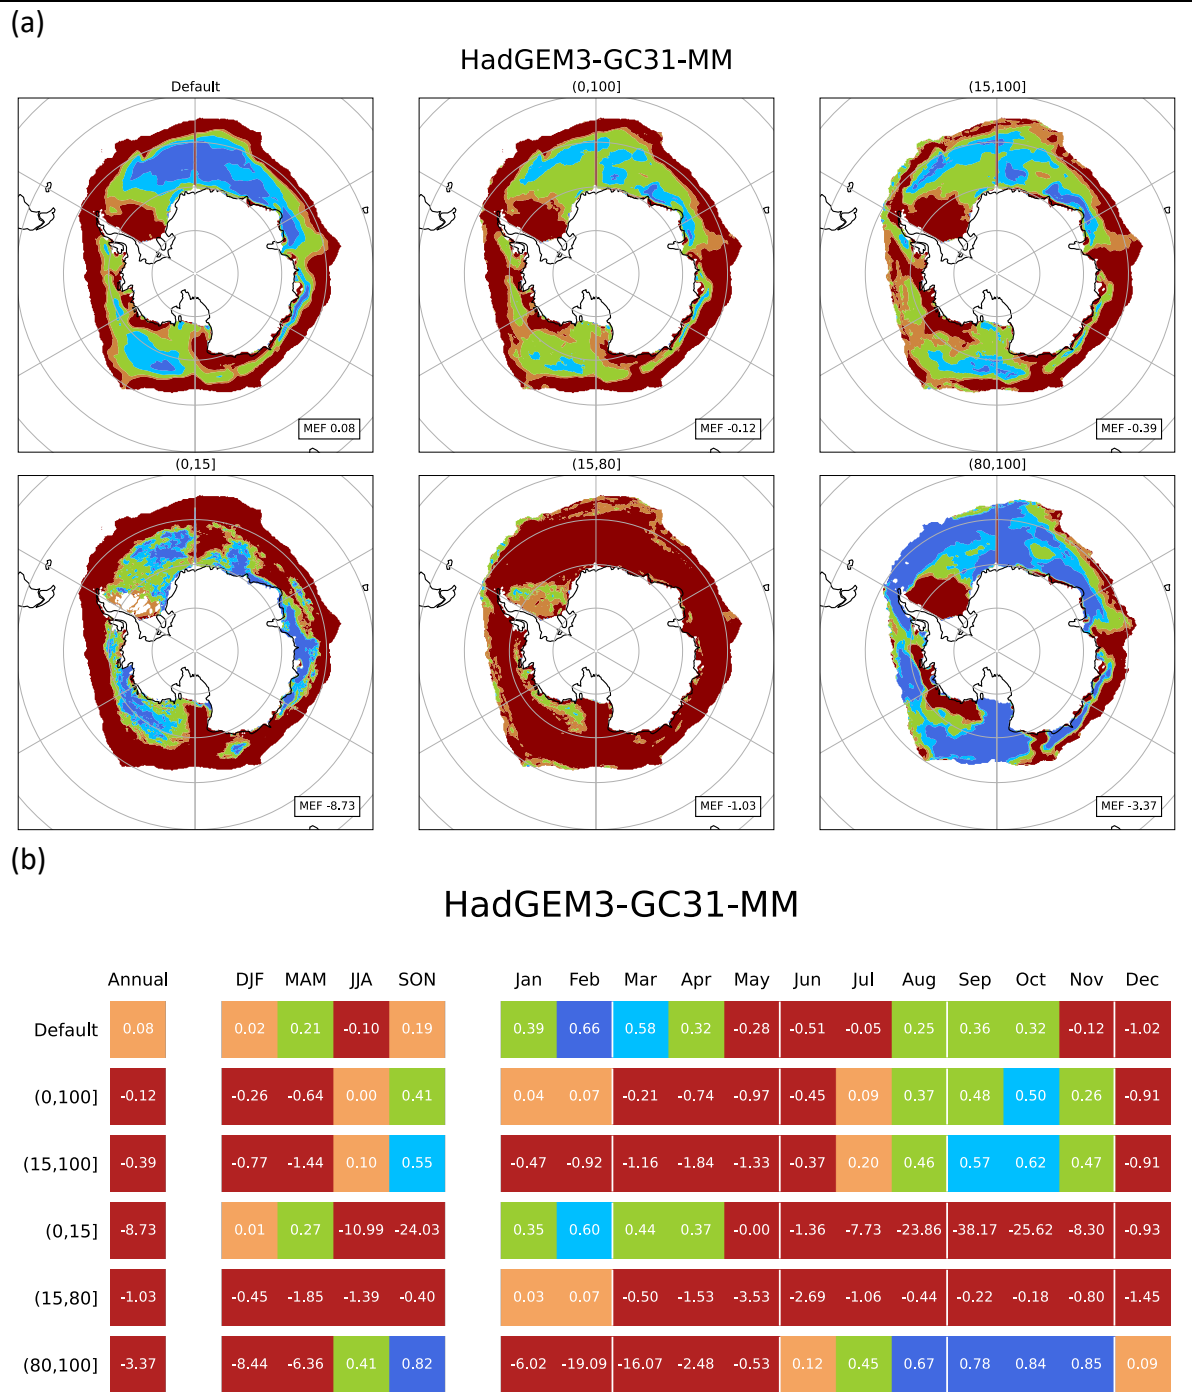 (a)
HadGEM3-GC31-MM
Default (0,100] (15,100]
MEF 0.08 MEF -0.12 MEF -0.39
(0,15] (15,80] (80,100]
MEF -8.73 MEF -1.03 MEF -3.37
(b)
HadGEM3-GC31-MM
Annual DJF MAM JJA SON Jan Feb Mar Apr May Jun Jul Aug Sep Oct Nov Dec
Default 0.08 0.02 0.21 -0.10 0.19 0.39 0.66 0.58 0.32 -0.28 -0.51 -0.05 0.25 0.36 0.32 -0.12 -1.02
(0,100] -0.12 -0.26 -0.64 0.00 0.41 0.04 0.07 -0.21 -0.74 -0.97 -0.45 0.09 0.37 0.48 0.50 0.26 -0.91
(15,100] -0.39 -0.77 -1.44 0.10 0.55 -0.47 -0.92 -1.16 -1.84 -1.33 -0.37 0.20 0.46 0.57 0.62 0.47 -0.91
(0,15] -8.73 0.01 0.27 -10.99 -24.03 0.35 0.60 0.44 0.37 -0.00 -1.36 -7.73 -23.86 -38.17 -25.62 -8.30 -0.93
(15,80] -1.03 -0.45 -1.85 -1.39 -0.40 0.03 0.07 -0.50 -1.53 -3.53 -2.69 -1.06 -0.44 -0.22 -0.18 -0.80 -1.45
(80,100] -3.37 -8.44 -6.36 0.41 0.82 -6.02 -19.09 -16.07 -2.48 -0.53 0.12 0.45 0.67 0.78 0.84 0.85 0.09